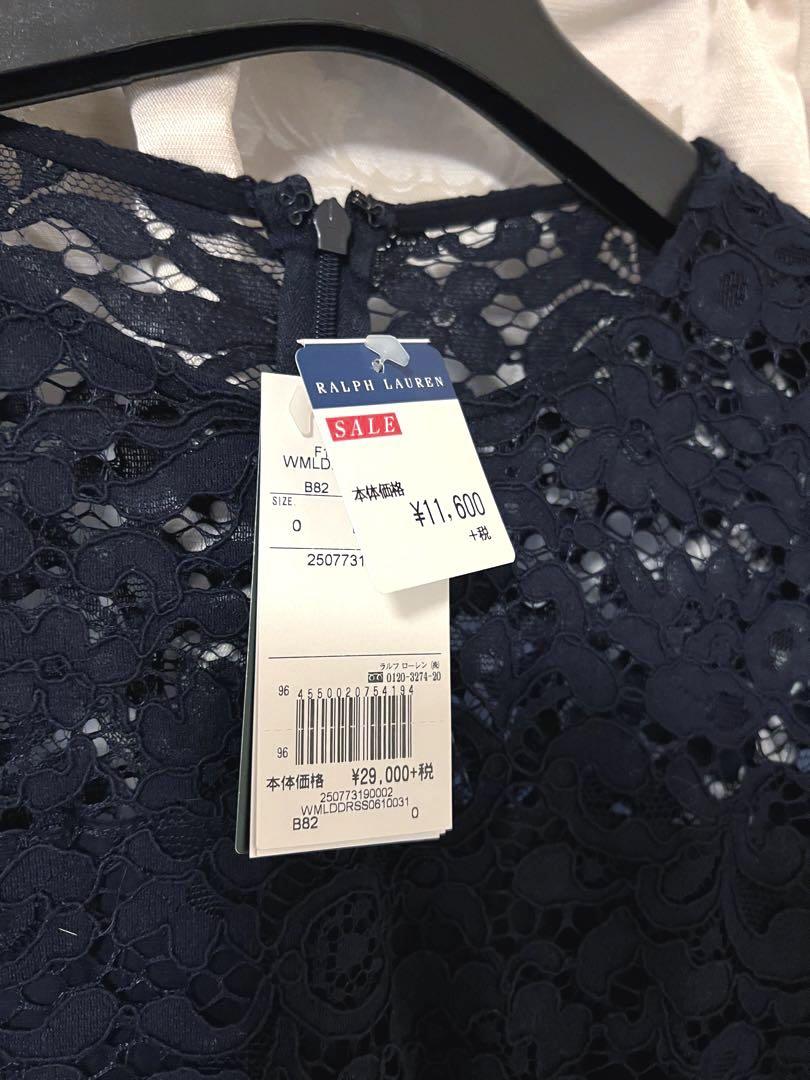 RALPH LAUREN
SALE
本体価格
¥11,600
+税
F1
WMLD
B82
SIZE
0
2507731
ラルフ ローレン ㈱
0120-3274-20
96
4550020754194
96
本体価格 ¥29,000+税
250773190002
WMLDDRSS0610031
B82 0